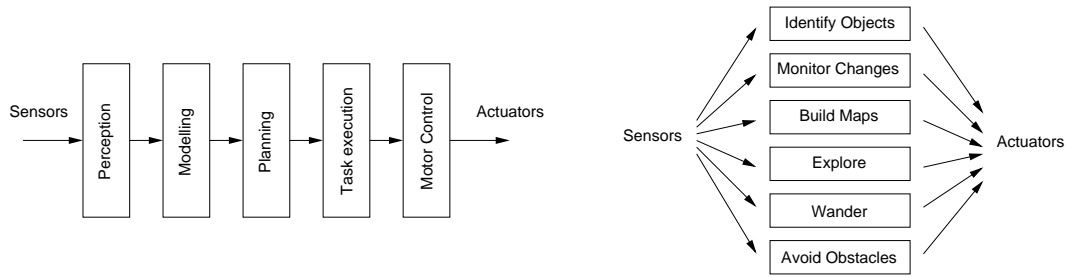 Sensors
Perception
Modelling
Planning
Task execution
Motor Control
Actuators
Sensors
Identify Objects
Monitor Changes
Build Maps
Explore
Wander
Avoid Obstacles
Actuators